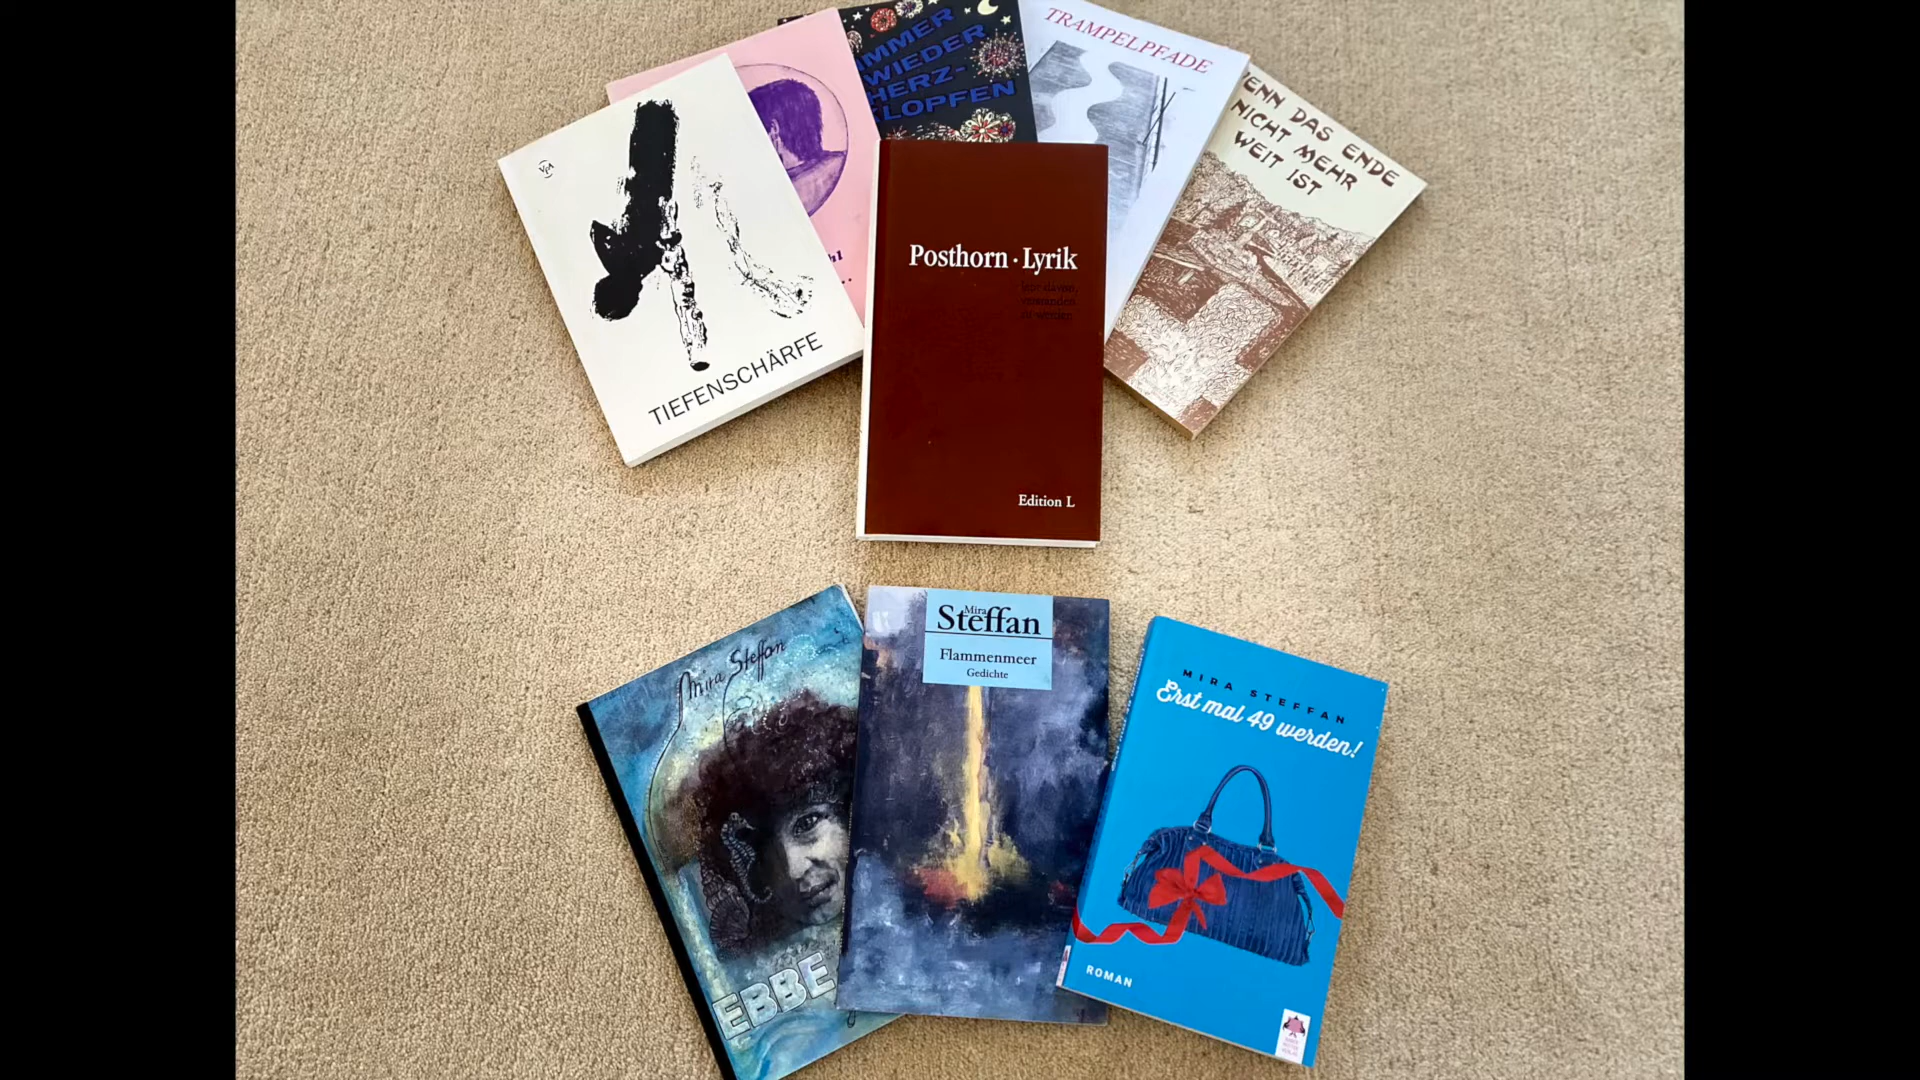 TRAMPELPFADE
IMMER
WIEDER
HERZ-
KLOPFEN
ENN DAS ENDE
NICHT MEHR
WEIT IST
TIEFENSCHÄRFE
Posthorn · Lyrik
Edition L
Mira Steffan
EBBE
Mira
Steffan
Flammenmeer
Gedichte
MIRA STEFFAN
Erst mal 49 werden!
ROMAN